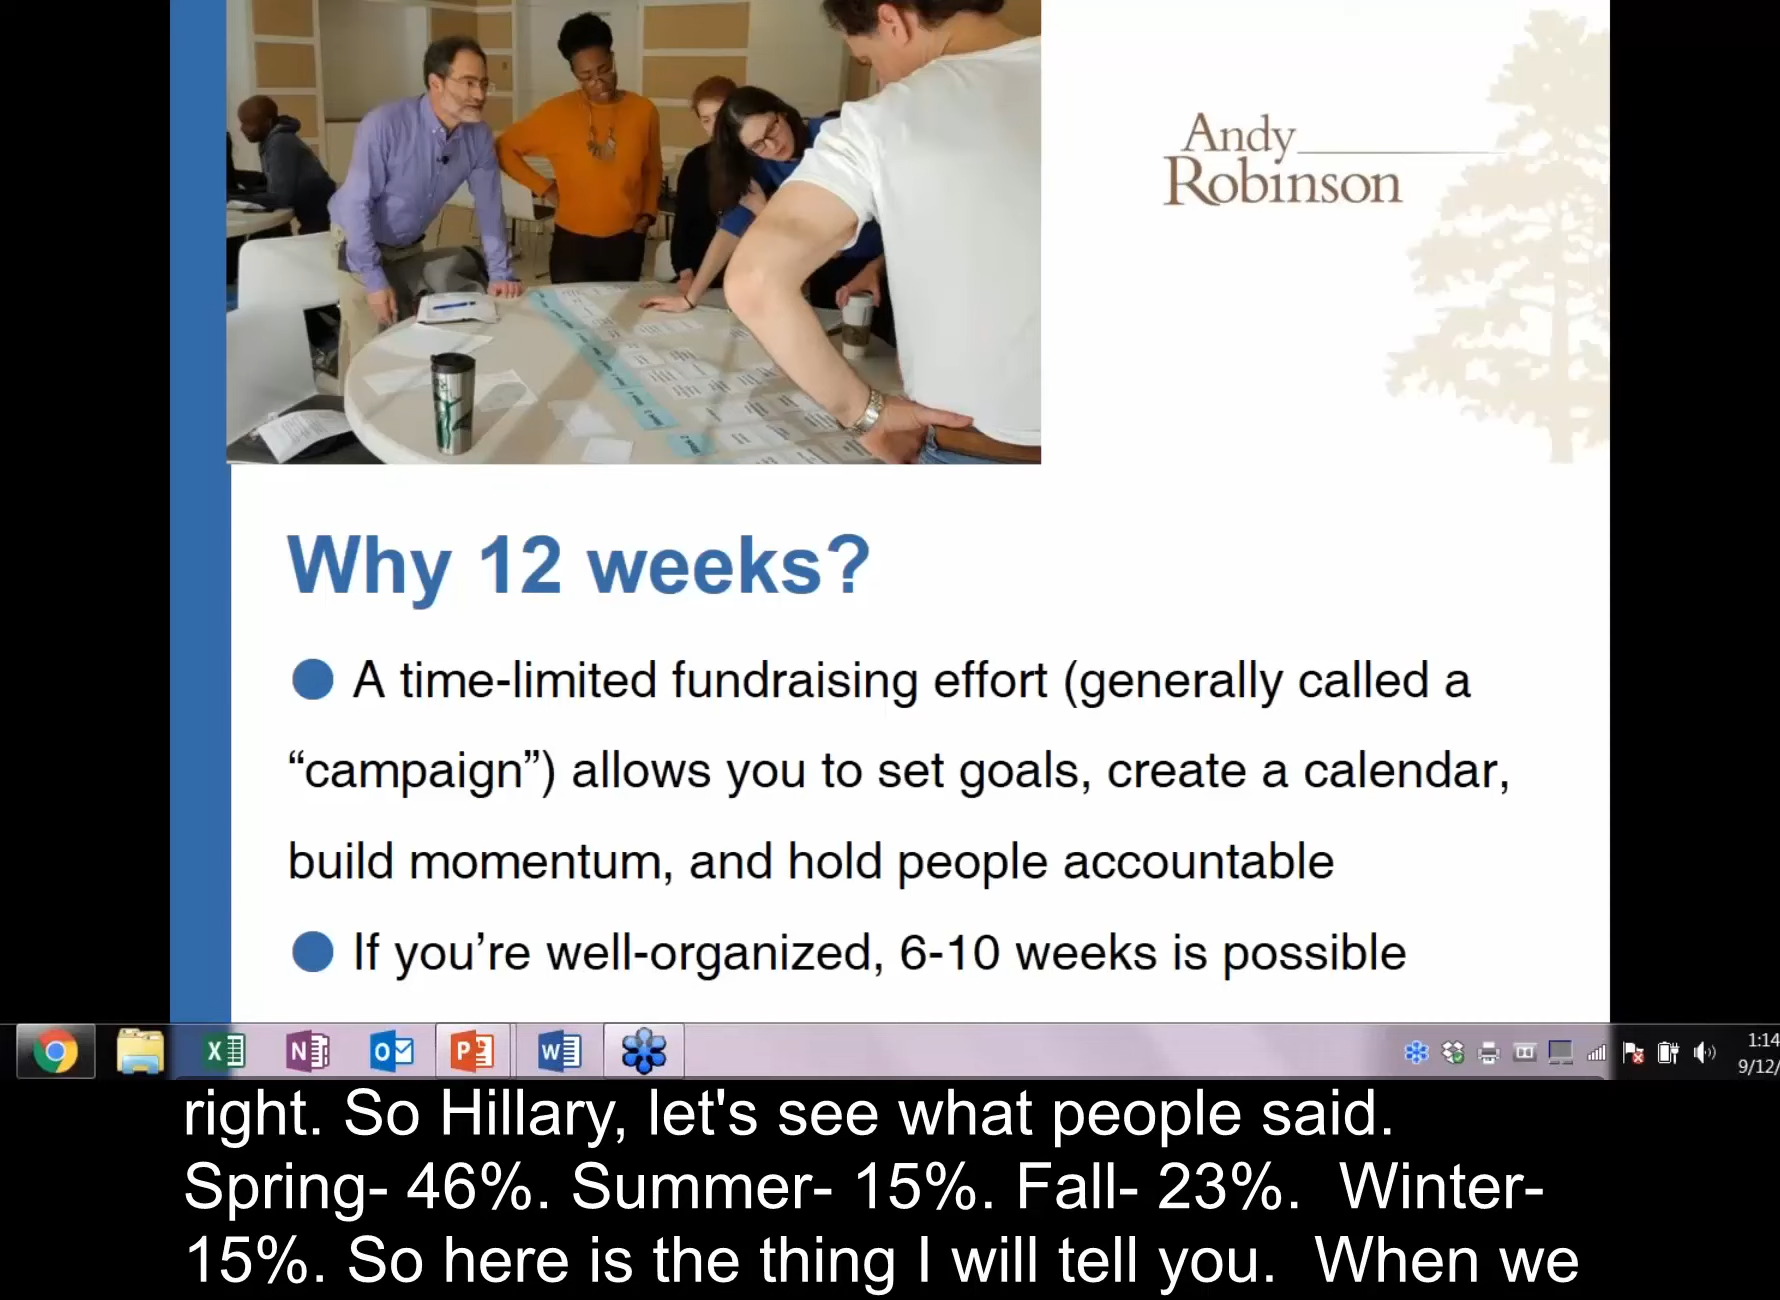 Andy
Robinson
Why 12 weeks?
A time-limited fundraising effort (generally called a
“campaign”) allows you to set goals, create a calendar,
build momentum, and hold people accountable
If you’re well-organized, 6-10 weeks is possible
1:14
9/12/
right. So Hillary, let's see what people said.
Spring- 46%. Summer- 15%. Fall- 23%.  Winter-
15%. So here is the thing I will tell you.  When we